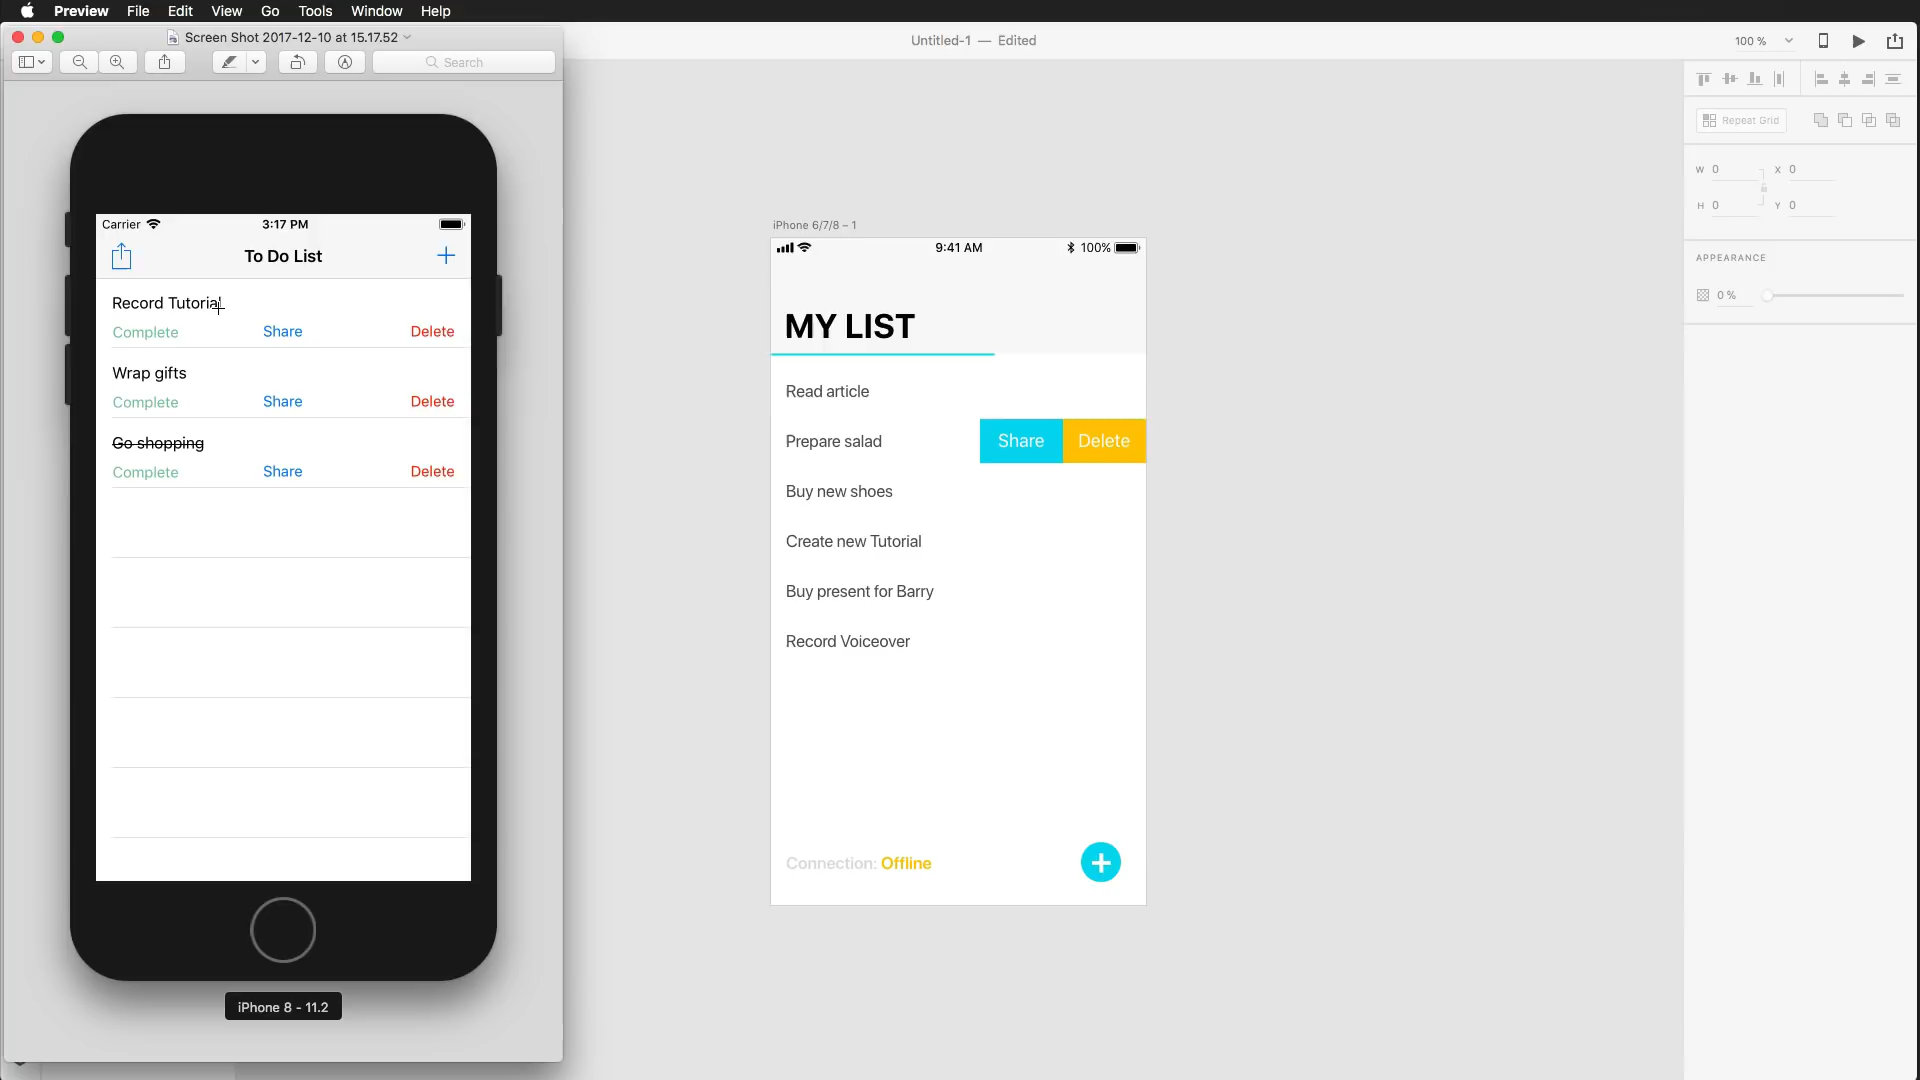 Preview File Edit View Go Tools Window Help
Screen Shot 2017-12-10 at 15.17.52
Search
Carrier 3:17 PM
To Do List
Record Tutorial
Complete Share Delete
Wrap gifts
Complete Share Delete
Go shopping
Complete Share Delete
iPhone 8 - 11.2
Untitled-1 — Edited
100 %
iPhone 6/7/8 – 1
9:41 AM 100%
MY LIST
Read article
Prepare salad Share Delete
Buy new shoes
Create new Tutorial
Buy present for Barry
Record Voiceover
Connection: Offline
Repeat Grid
W 0 X 0
H 0 Y 0
APPEARANCE
0 %